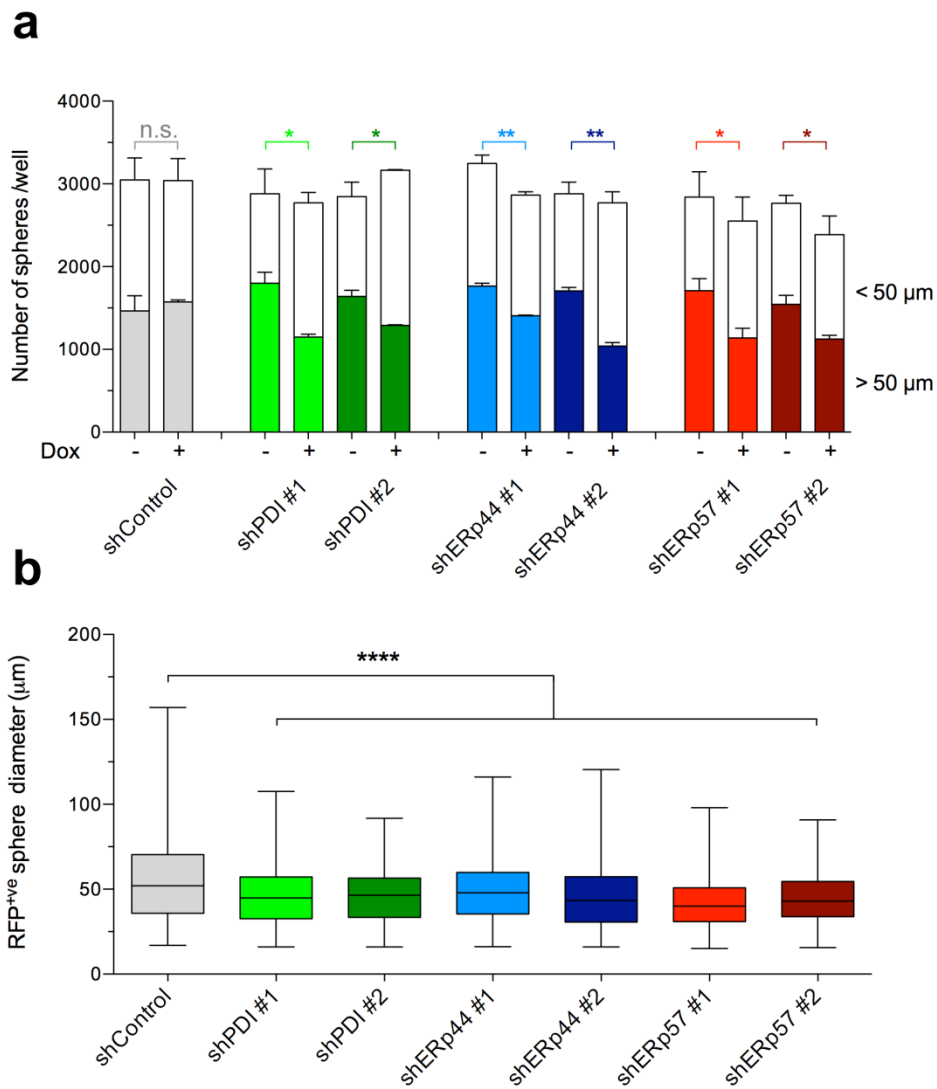 a
4000
n.s.
*
*
**
**
*
*
3000
2000
1000
0
Number of spheres /well
< 50 μm
> 50 μm
Dox - + - + - + - + - + - + - +
shControl
shPDI #1
shPDI #2
shERp44 #1
shERp44 #2
shERp57 #1
shERp57 #2
b
200
150
100
50
0
RFP+ve sphere diameter (μm)
****
shControl
shPDI #1
shPDI #2
shERp44 #1
shERp44 #2
shERp57 #1
shERp57 #2